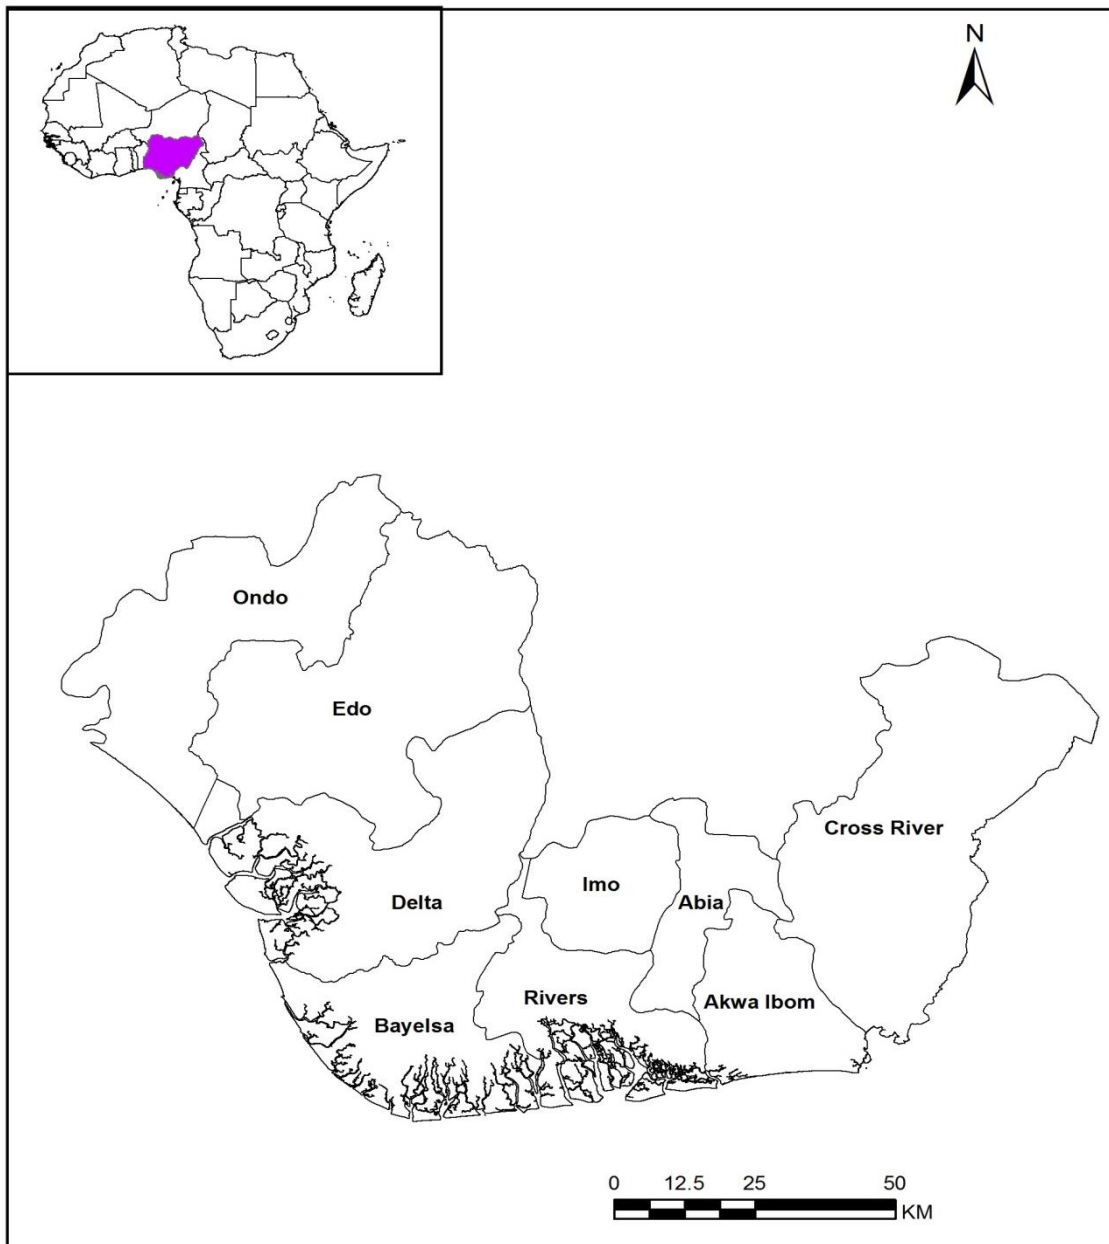 N
Ondo
Edo
Cross River
Imo
Abia
Delta
Rivers
Akwa Ibom
Bayelsa
0 12.5 25 50
KM